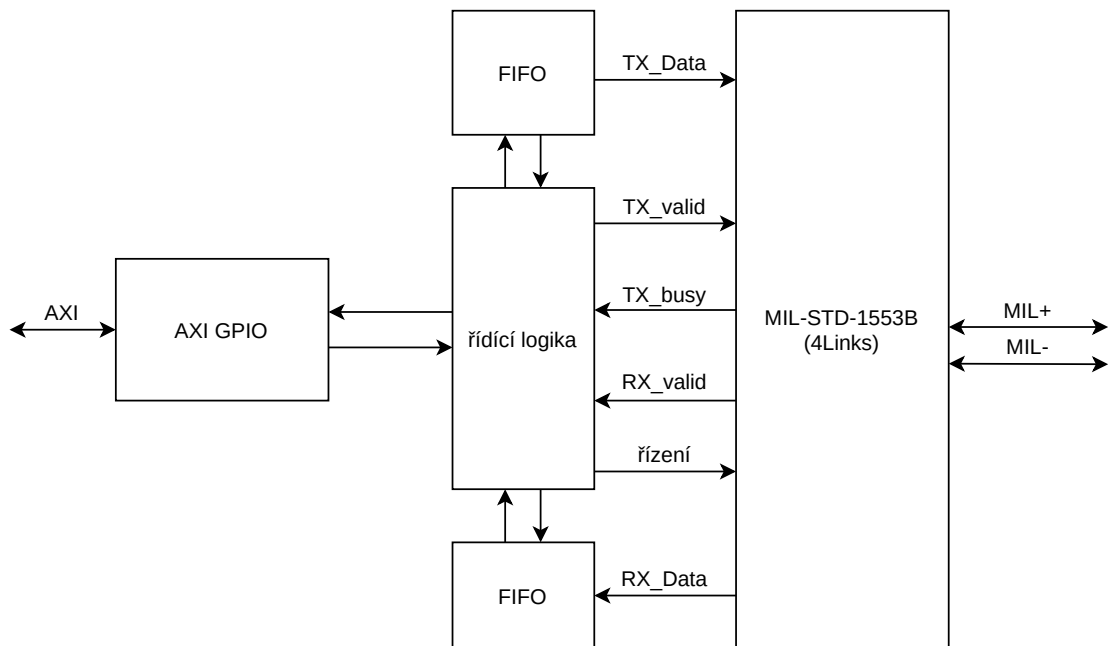 FIFO
TX_Data
TX_valid
AXI
AXI GPIO
řídící logika
TX_busy
MIL-STD-1553B
(4Links)
MIL+
MIL-
RX_valid
řízení
FIFO
RX_Data